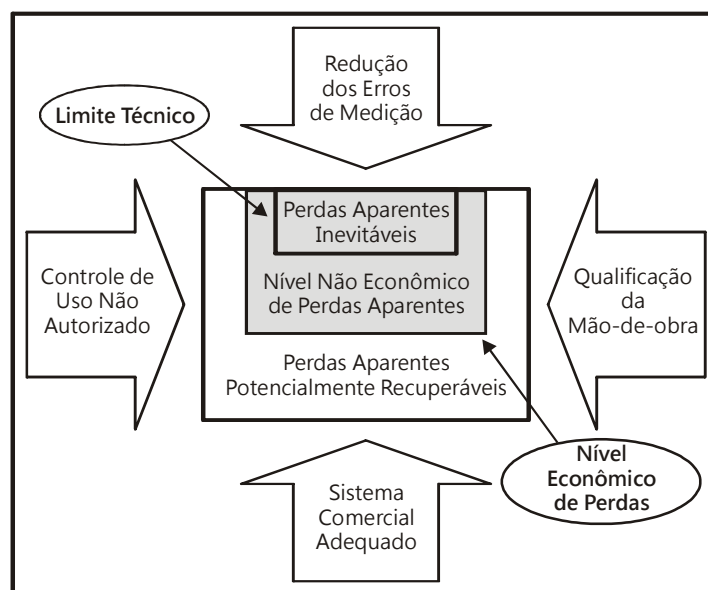 Redução
dos Erros
de Medição
Limite Técnico
Perdas Aparentes
Inevitáveis
Controle de
Uso Não
Autorizado
Nível Não Econômico
de Perdas Aparentes
Qualificação
da
Mão-de-obra
Perdas Aparentes
Potencialmente Recuperáveis
Nível
Econômico
de Perdas
Sistema
Comercial
Adequado